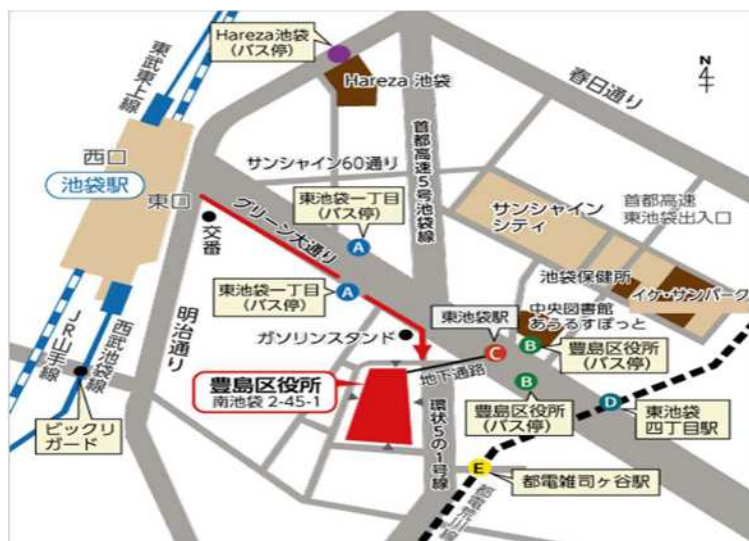 Hareza池袋
(バス停)
Hareza 池袋
N
東武東上線
春日通り
首都高速5号池袋線
西口
池袋駅
東口
サンシャイン60通り
グリーン大通り
東池袋一丁目
(バス停)
A
交番
サンシャイン
シティ
首都高速
東池袋出入口
池袋保健所
イケ・サンパーク
東池袋一丁目
(バス停)
A
明治通り
JR山手線
西武池袋線
ガソリンスタンド
東池袋駅
C
中央図書館
あうるすぽっと
B
豊島区役所
(バス停)
豊島区役所
南池袋 2-45-1
地下通路
B
豊島区役所
(バス停)
D
東池袋
四丁目駅
環状5の1号線
ビックリ
ガード
E
都電雑司ヶ谷駅
都電荒川線